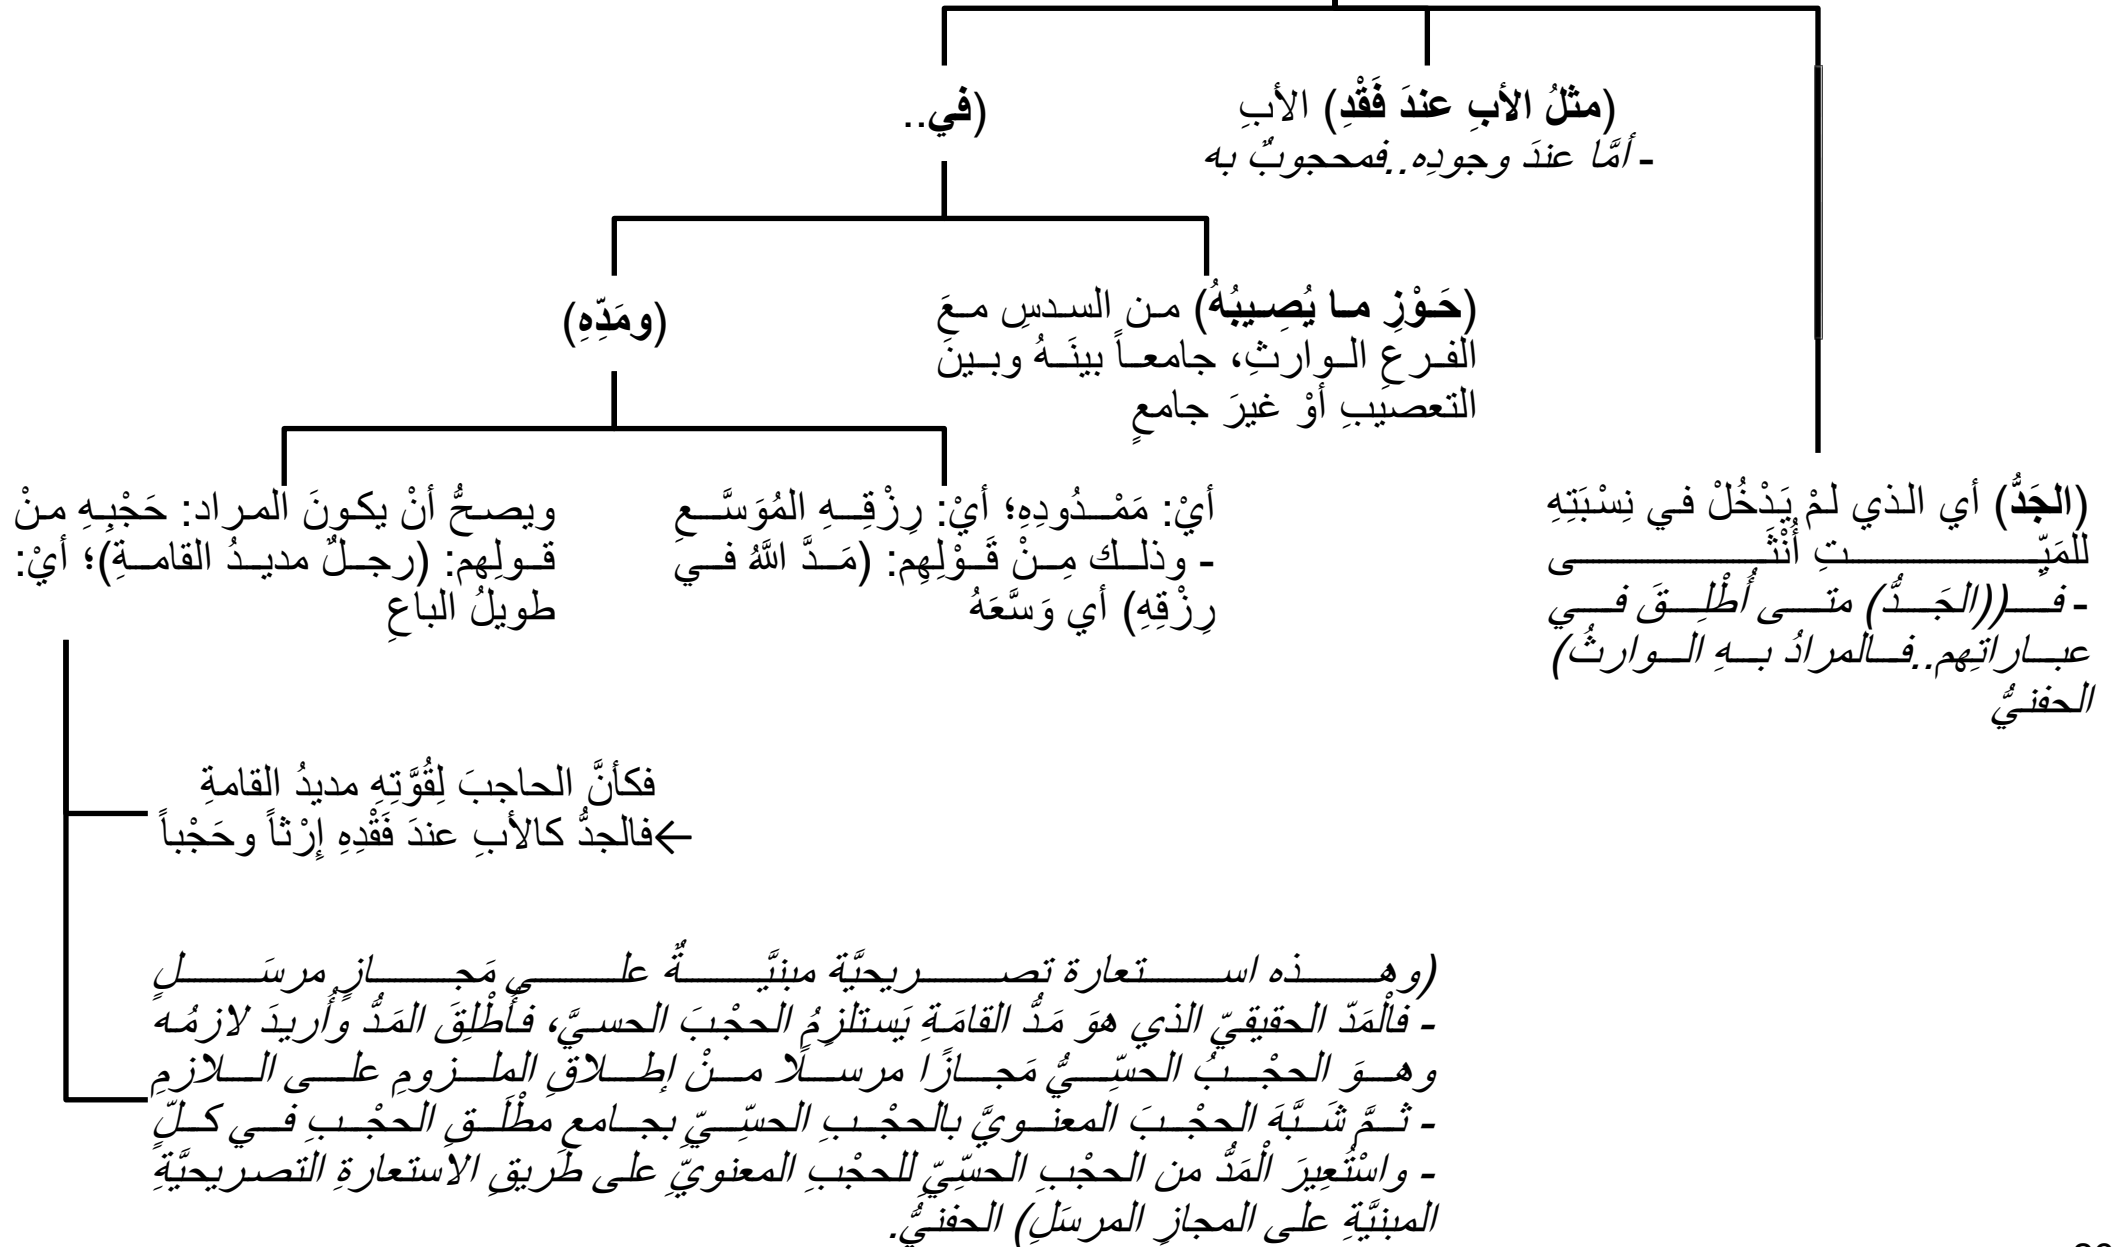 (مثلُ الأبِ عندَ فَقْدِ) الأبِ
- أمَّا عندَ وجودِه..فمحجوبٌ به
(في..
(حَوْزِ ما يُصِيبُهُ) من السدسِ معَ
الفرعِ الوارثِ، جامعاً بينَهُ وبينَ
التعصيبِ أوْ غيرَ جامعٍ
(ومَدِّهِ)
(الجَدُّ) أي الذي لمْ يَدْخُلْ في نِسْبَتِهِ
للمَيِّتِ أُنْثَى
- فـ((الجَدُّ) متى أُطْلِقَ في
عباراتِهم..فالمرادُ بهِ الوارثُ)
الحفنيُّ
أيْ: مَمْدُودِهِ؛ أيْ: رِزْقِهِ المُوَسَّعِ
- وذلك مِنْ قَوْلِهِم: (مَدَّ اللَّهُ في
رِزْقِهِ) أي وَسَّعَهُ
ويصحُّ أنْ يكونَ المراد: حَجْبِهِ منْ
قولِهم: (رجلٌ مديدُ القامةِ)؛ أيْ:
طويلُ الباعِ
فكأنَّ الحاجبَ لِقُوَّتِهِ مديدُ القامةِ
←فالجدُّ كالأبِ عندَ فَقْدِهِ إِرْثاً وحَجْباً
(وهذه استعارة تصريحيَّة مبنيَّةٌ على مَجازٍ مرسَلٍ
- فالْمَدّ الحقيقيّ الذي هوَ مَدُّ القامَةِ يَستلزِمُ الحجْبَ الحسيَّ، فأُطْلِقَ المَدُّ وأُريدَ لازمُه
وهوَ الحجْبُ الحسِّيُّ مَجازًا مرسلًا منْ إطلاقِ الملزومِ على اللازمِ
- ثمَّ شَبَّهَ الحجْبَ المعنويَّ بالحجْبِ الحسِّيِّ بجامعِ مطْلَقِ الحجْبِ في كلٍّ
- واسْتُعِيرَ الْمَدُّ من الحجْبِ الحسِّيِّ للحجْبِ المعنويِّ على طَريقِ الاستعارةِ التصريحيَّةِ
المبنيَّةِ على المجازِ المرسَلِ) الحفنيُّ.